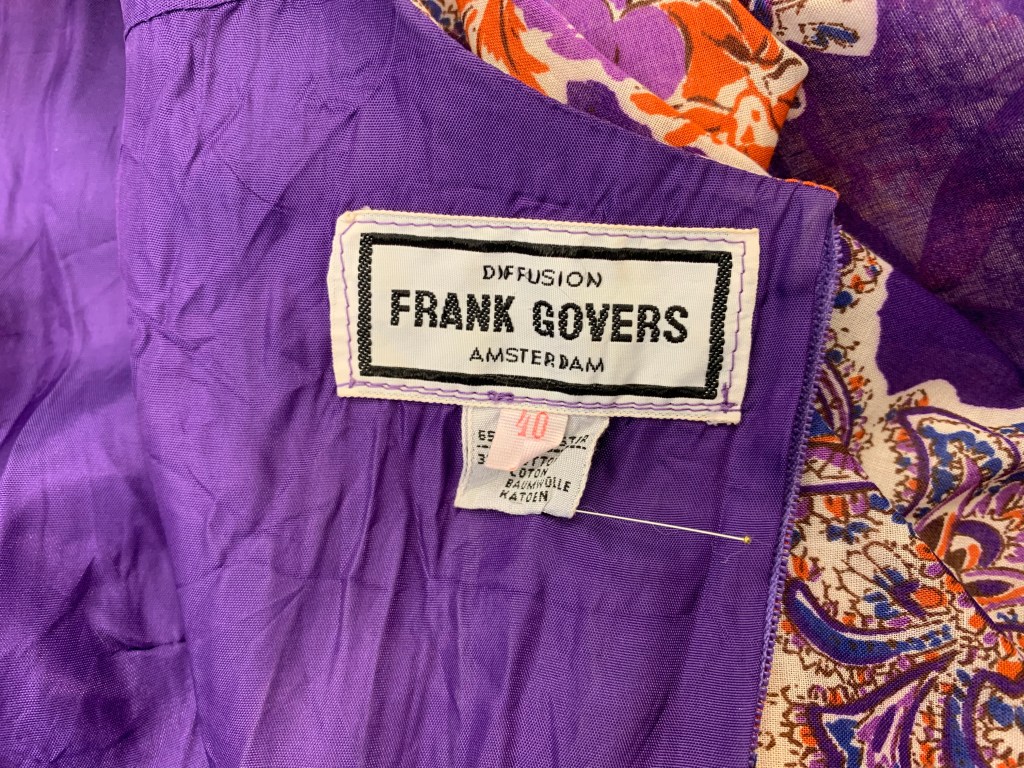 DIFFUSION
FRANK GOVERS
AMSTERDAM
40
COTON
BAUMWOLLE
KATOEN